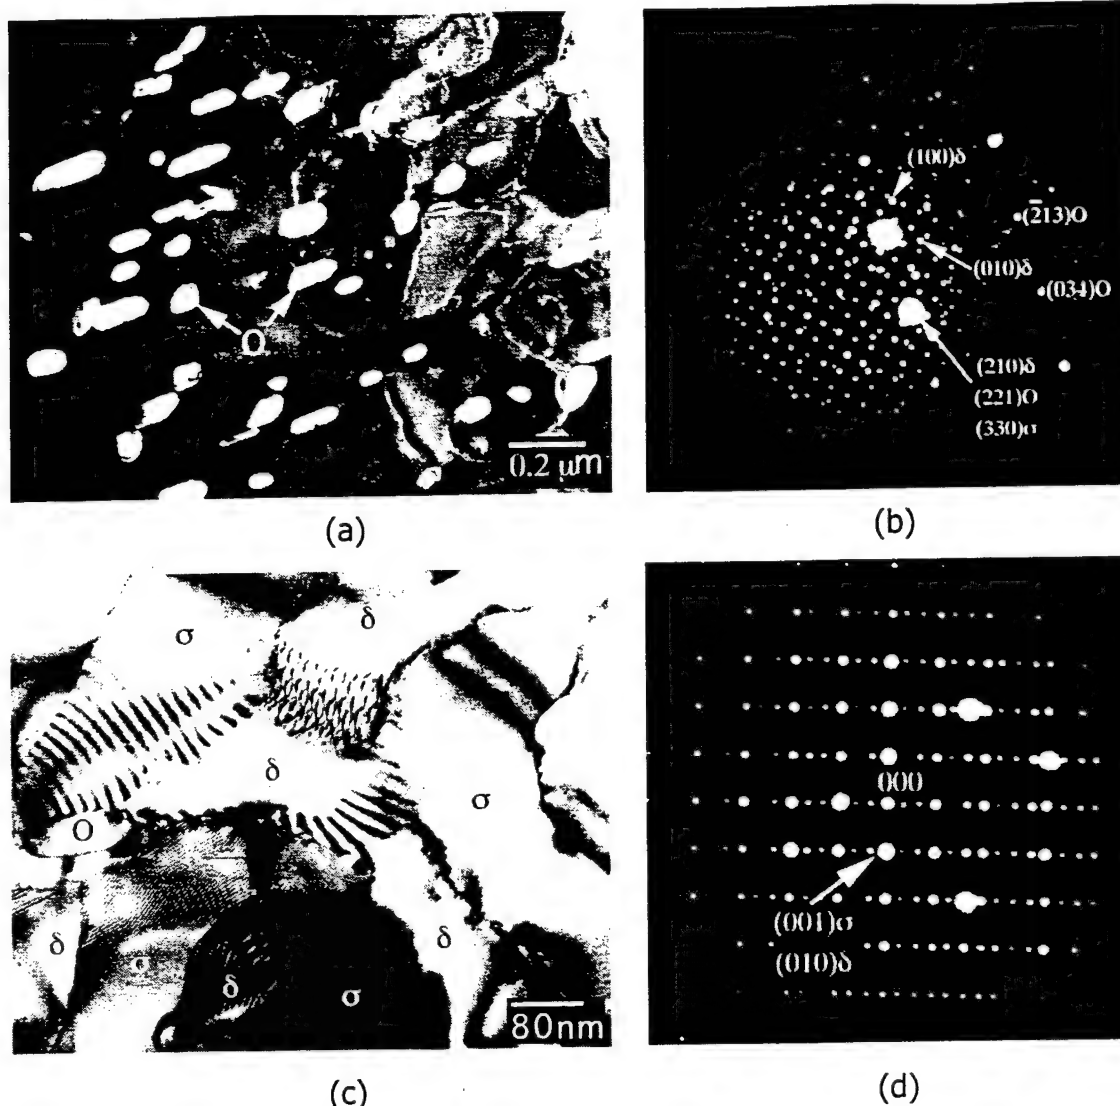 O
0.2 μm
(a)
(100)δ
(2̄13)O
(010)δ
(034)O
(210)δ
(221)O
(330)σ
(b)
σ
δ
δ
σ
O
δ
σ
δ
δ
σ
80nm
(c)
000
(001)σ
(010)δ
(d)